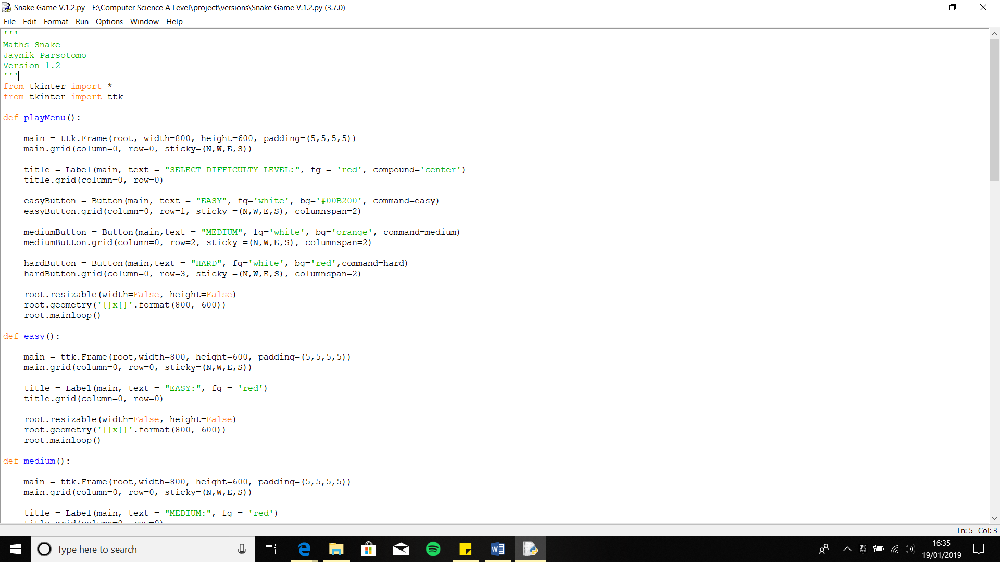 Snake Game V.1.2.py - F:\Computer Science A Level\project\versions\Snake Game V.1.2.py (3.7.0)
File Edit Format Run Options Window Help
'''
Maths Snake
Jaynik Parsotomo
Version 1.2
'''
from tkinter import *
from tkinter import ttk
def playMenu():
main = ttk.Frame(root, width=800, height=600, padding=(5,5,5,5))
main.grid(column=0, row=0, sticky=(N,W,E,S))
title = Label(main, text = "SELECT DIFFICULTY LEVEL:", fg = 'red', compound='center')
title.grid(column=0, row=0)
easyButton = Button(main, text = "EASY", fg='white', bg='#00B200', command=easy)
easyButton.grid(column=0, row=1, sticky =(N,W,E,S), columnspan=2)
mediumButton = Button(main,text = "MEDIUM", fg='white', bg='orange', command=medium)
mediumButton.grid(column=0, row=2, sticky =(N,W,E,S), columnspan=2)
hardButton = Button(main,text = "HARD", fg='white', bg='red',command=hard)
hardButton.grid(column=0, row=3, sticky =(N,W,E,S), columnspan=2)
root.resizable(width=False, height=False)
root.geometry('{}x{}'.format(800, 600))
root.mainloop()
def easy():
main = ttk.Frame(root,width=800, height=600, padding=(5,5,5,5))
main.grid(column=0, row=0, sticky=(N,W,E,S))
title = Label(main, text = "EASY:", fg = 'red')
title.grid(column=0, row=0)
root.resizable(width=False, height=False)
root.geometry('{}x{}'.format(800, 600))
root.mainloop()
def medium():
main = ttk.Frame(root,width=800, height=600, padding=(5,5,5,5))
main.grid(column=0, row=0, sticky=(N,W,E,S))
title = Label(main, text = "MEDIUM:", fg = 'red')
title.grid(column=0, row=0)
Ln: 5 Col: 3
Type here to search
EPIC
16:35
19/01/2019